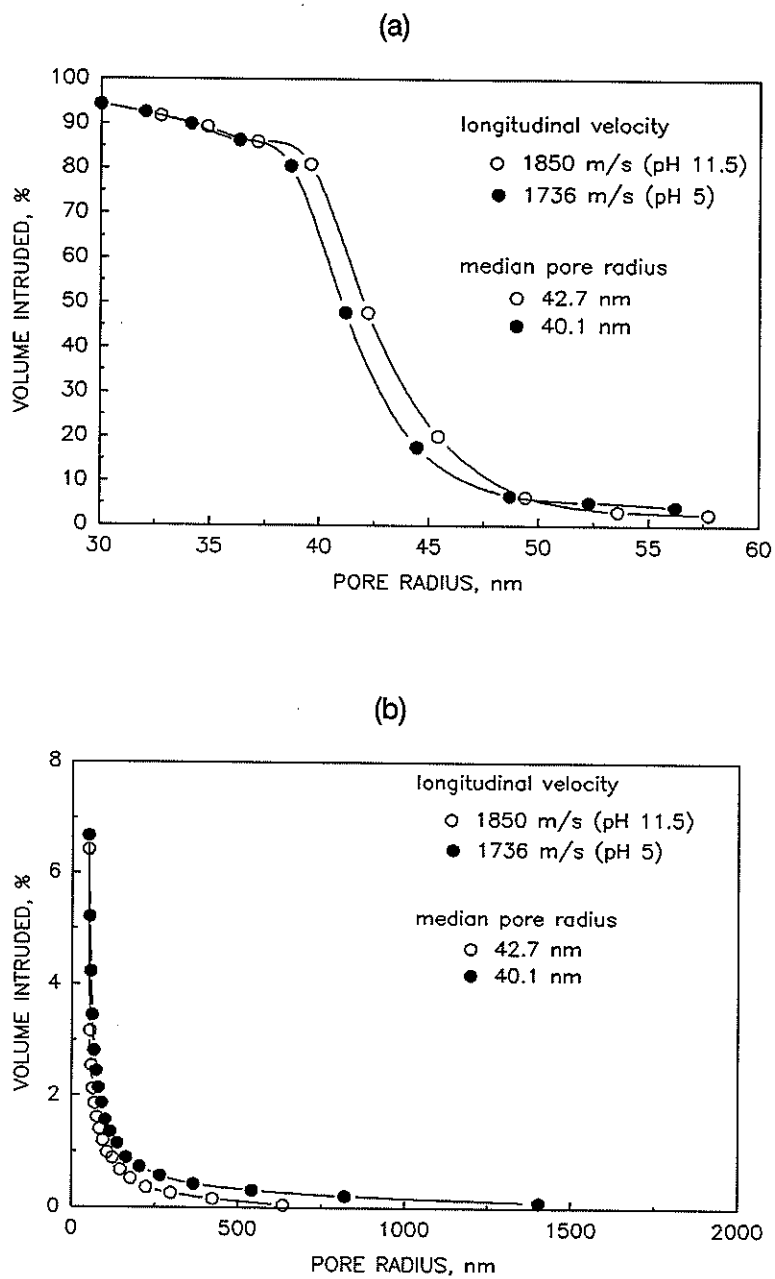 (a)
VOLUME INTRUDED, %
100
90
80
70
60
50
40
30
20
10
0
longitudinal velocity
1850 m/s (pH 11.5)
1736 m/s (pH 5)
median pore radius
42.7 nm
40.1 nm
30 35 40 45 50 55 60
PORE RADIUS, nm
(b)
VOLUME INTRUDED, %
8
6
4
2
0
longitudinal velocity
1850 m/s (pH 11.5)
1736 m/s (pH 5)
median pore radius
42.7 nm
40.1 nm
0 500 1000 1500 2000
PORE RADIUS, nm